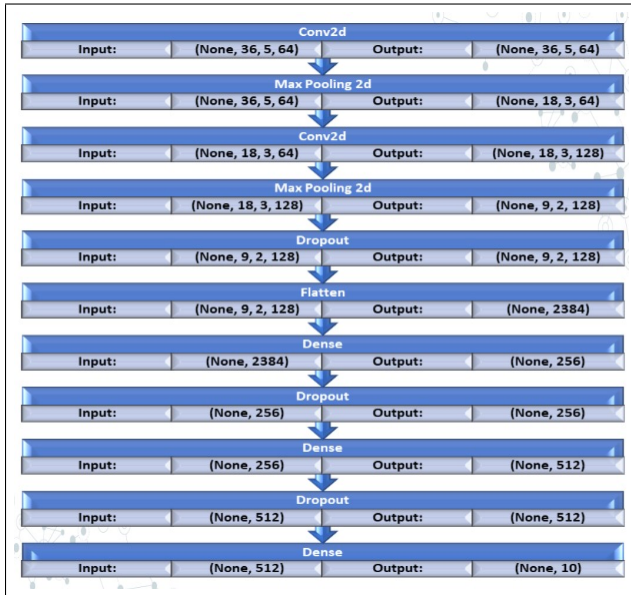 Conv2d
Input: (None, 36, 5, 64) Output: (None, 36, 5, 64)
Max Pooling 2d
Input: (None, 36, 5, 64) Output: (None, 18, 3, 64)
Conv2d
Input: (None, 18, 3, 64) Output: (None, 18, 3, 128)
Max Pooling 2d
Input: (None, 18, 3, 128) Output: (None, 9, 2, 128)
Dropout
Input: (None, 9, 2, 128) Output: (None, 9, 2, 128)
Flatten
Input: (None, 9, 2, 128) Output: (None, 2384)
Dense
Input: (None, 2384) Output: (None, 256)
Dropout
Input: (None, 256) Output: (None, 256)
Dense
Input: (None, 256) Output: (None, 512)
Dropout
Input: (None, 512) Output: (None, 512)
Dense
Input: (None, 512) Output: (None, 10)